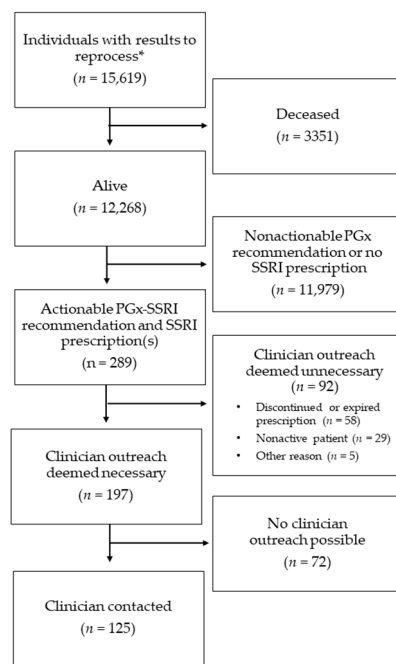 Individuals with results to
reprocess*
(n = 15,619)
Deceased
(n = 3351)
Alive
(n = 12,268)
Nonactionable PGx
recommendation or no
SSRI prescription
(n = 11,979)
Actionable PGx-SSRI
recommendation and SSRI
prescription(s)
(n = 289)
Clinician outreach
deemed unnecessary
(n = 92)
• Discontinued or expired
prescription (n = 58)
• Nonactive patient (n = 29)
• Other reason (n = 5)
Clinician outreach
deemed necessary
(n = 197)
No clinician
outreach possible
(n = 72)
Clinician contacted
(n = 125)